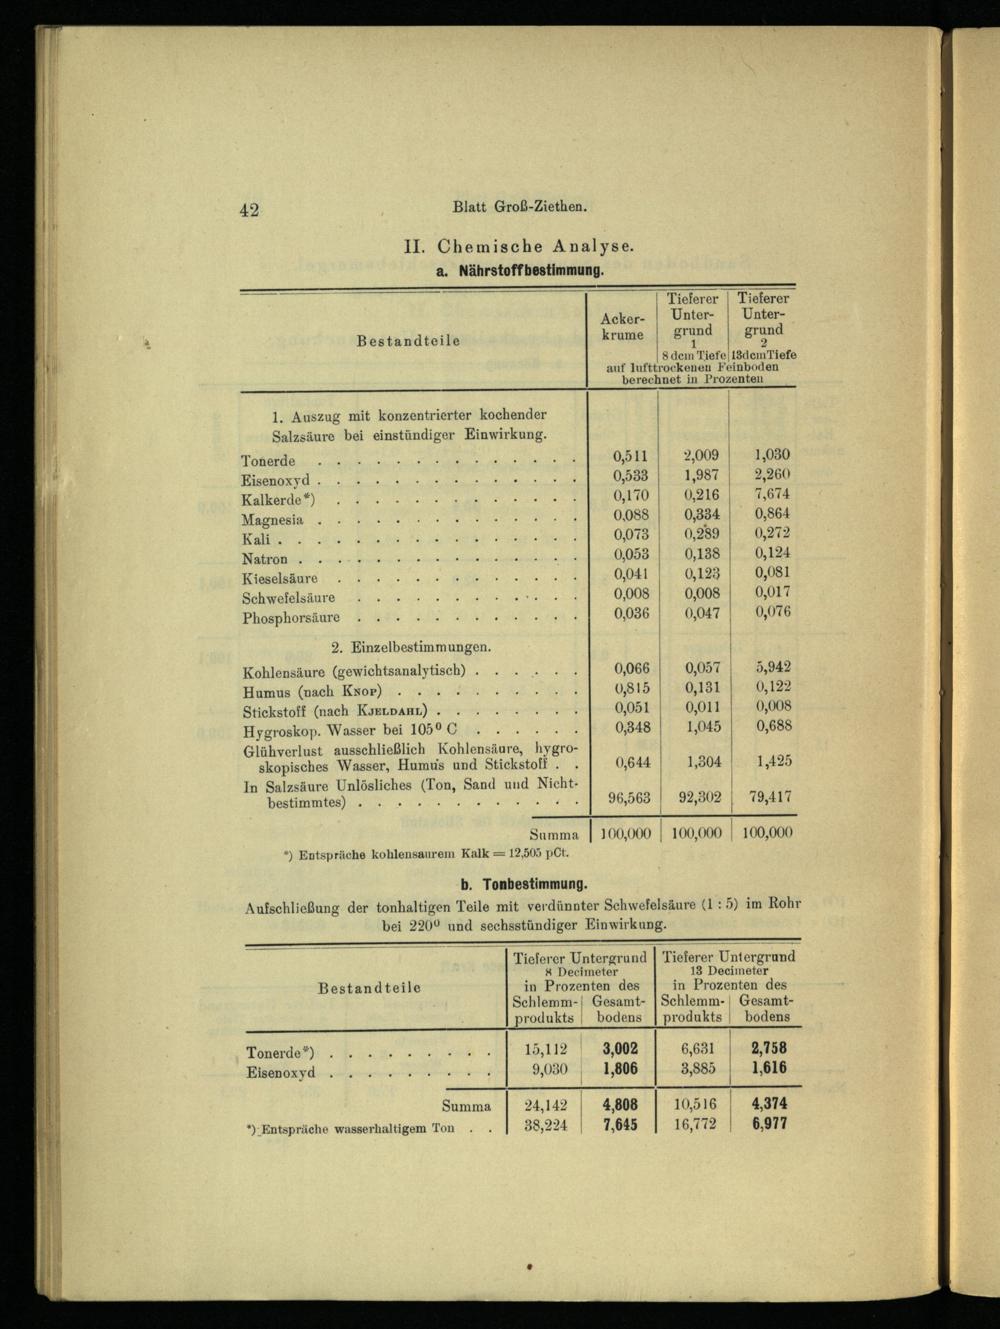 42
Blatt Groß-Ziethen.
II. Chemische Analyse.
a. Nährstoffbestimmung.
Bestandteile | Ackerkrume | Tieferer Untergrund 1 8 dcm Tiefe | Tieferer Untergrund 2 13 dcm Tiefe
auf lufttrockenen Feinboden
berechnet in Prozenten
1. Auszug mit konzentrierter kochender
Salzsäure bei einstündiger Einwirkung.
Tonerde . . . . . . . . . . . . . . 0,511 2,009 1,030
Eisenoxyd . . . . . . . . . . . . . . 0,533 1,987 2,260
Kalkerde*) . . . . . . . . . . . . . 0,170 0,216 7,674
Magnesia . . . . . . . . . . . . . . 0,088 0,334 0,864
Kali . . . . . . . . . . . . . . . . 0,073 0,289 0,272
Natron . . . . . . . . . . . . . . . 0,053 0,138 0,124
Kieselsäure . . . . . . . . . . . . . 0,041 0,123 0,081
Schwefelsäure . . . . . . . . . . . . 0,008 0,008 0,017
Phosphorsäure . . . . . . . . . . . . 0,036 0,047 0,076
2. Einzelbestimmungen.
Kohlensäure (gewichtsanalytisch) . . . . . . 0,066 0,057 5,942
Humus (nach Knop) . . . . . . . . . . 0,815 0,131 0,122
Stickstoff (nach Kjeldahl) . . . . . . . . 0,051 0,011 0,008
Hygroskop. Wasser bei 105⁰ C . . . . . . 0,348 1,045 0,688
Glühverlust ausschließlich Kohlensäure, hygro-
skopisches Wasser, Humus und Stickstoff . . 0,644 1,304 1,425
In Salzsäure Unlösliches (Ton, Sand und Nicht-
bestimmtes) . . . . . . . . . . . . 96,563 92,302 79,417
Summa 100,000 100,000 100,000
*) Entspräche kohlensaurem Kalk = 12,505 pCt.
b. Tonbestimmung.
Aufschließung der tonhaltigen Teile mit verdünnter Schwefelsäure (1 : 5) im Rohr
bei 220⁰ und sechsstündiger Einwirkung.
Bestandteile
Tieferer Untergrund Tieferer Untergrund
8 Decimeter 13 Decimeter
in Prozenten des in Prozenten des
Schlemm- Gesamt- Schlemm- Gesamt-
produkts bodens produkts bodens
Tonerde*) . . . . . . . . . 15,112 3,002 6,631 2,758
Eisenoxyd . . . . . . . . . 9,030 1,806 3,885 1,616
Summa 24,142 4,808 10,516 4,374
*) Entspräche wasserhaltigem Ton . . 38,224 7,645 16,772 6,977